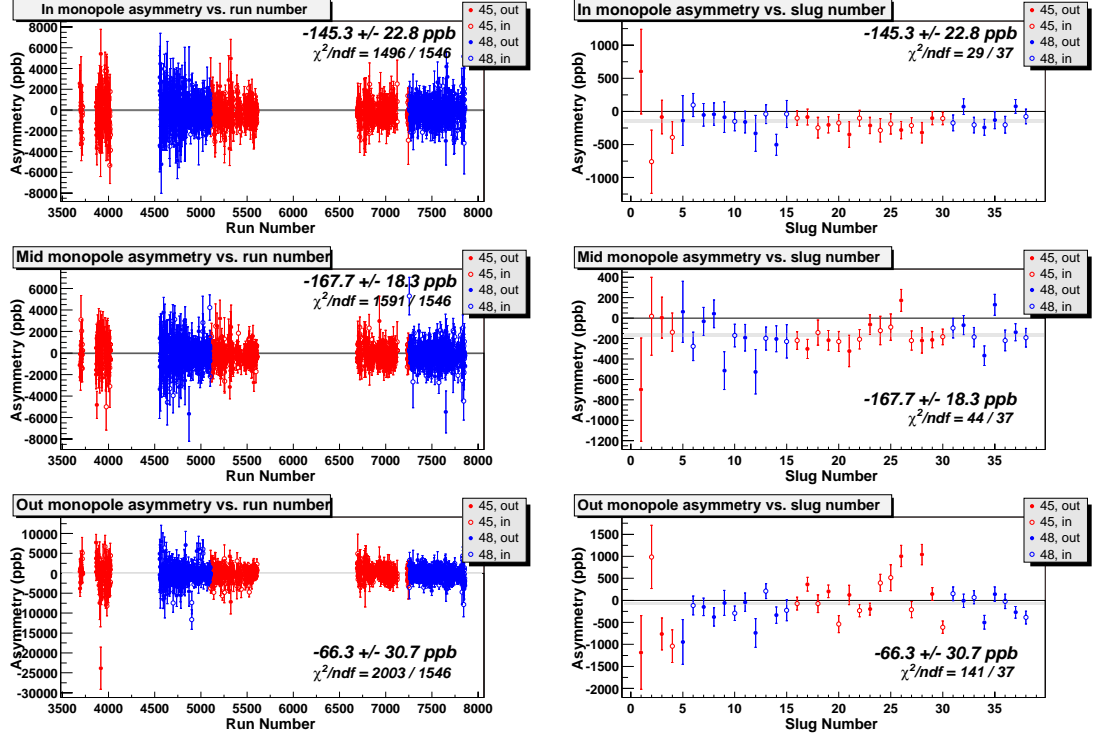 In monopole asymmetry vs. run number
45, out
45, in
48, out
48, in
-145.3 +/- 22.8 ppb
χ²/ndf = 1496 / 1546
Asymmetry (ppb)
8000
6000
4000
2000
0
-2000
-4000
-6000
-8000
3500 4000 4500 5000 5500 6000 6500 7000 7500 8000
Run Number
In monopole asymmetry vs. slug number
45, out
45, in
48, out
48, in
-145.3 +/- 22.8 ppb
χ²/ndf = 29 / 37
Asymmetry (ppb)
1000
500
0
-500
-1000
0 5 10 15 20 25 30 35
Slug Number
Mid monopole asymmetry vs. run number
45, out
45, in
48, out
48, in
-167.7 +/- 18.3 ppb
χ²/ndf = 1591 / 1546
Asymmetry (ppb)
6000
4000
2000
0
-2000
-4000
-6000
-8000
3500 4000 4500 5000 5500 6000 6500 7000 7500 8000
Run Number
Mid monopole asymmetry vs. slug number
45, out
45, in
48, out
48, in
Asymmetry (ppb)
400
200
0
-200
-400
-600
-800
-1000
-1200
-167.7 +/- 18.3 ppb
χ²/ndf = 44 / 37
0 5 10 15 20 25 30 35
Slug Number
Out monopole asymmetry vs. run number
45, out
45, in
48, out
48, in
Asymmetry (ppb)
10000
5000
0
-5000
-10000
-15000
-20000
-25000
-30000
-66.3 +/- 30.7 ppb
χ²/ndf = 2003 / 1546
3500 4000 4500 5000 5500 6000 6500 7000 7500 8000
Run Number
Out monopole asymmetry vs. slug number
45, out
45, in
48, out
48, in
Asymmetry (ppb)
1500
1000
500
0
-500
-1000
-1500
-2000
-66.3 +/- 30.7 ppb
χ²/ndf = 141 / 37
0 5 10 15 20 25 30 35
Slug Number